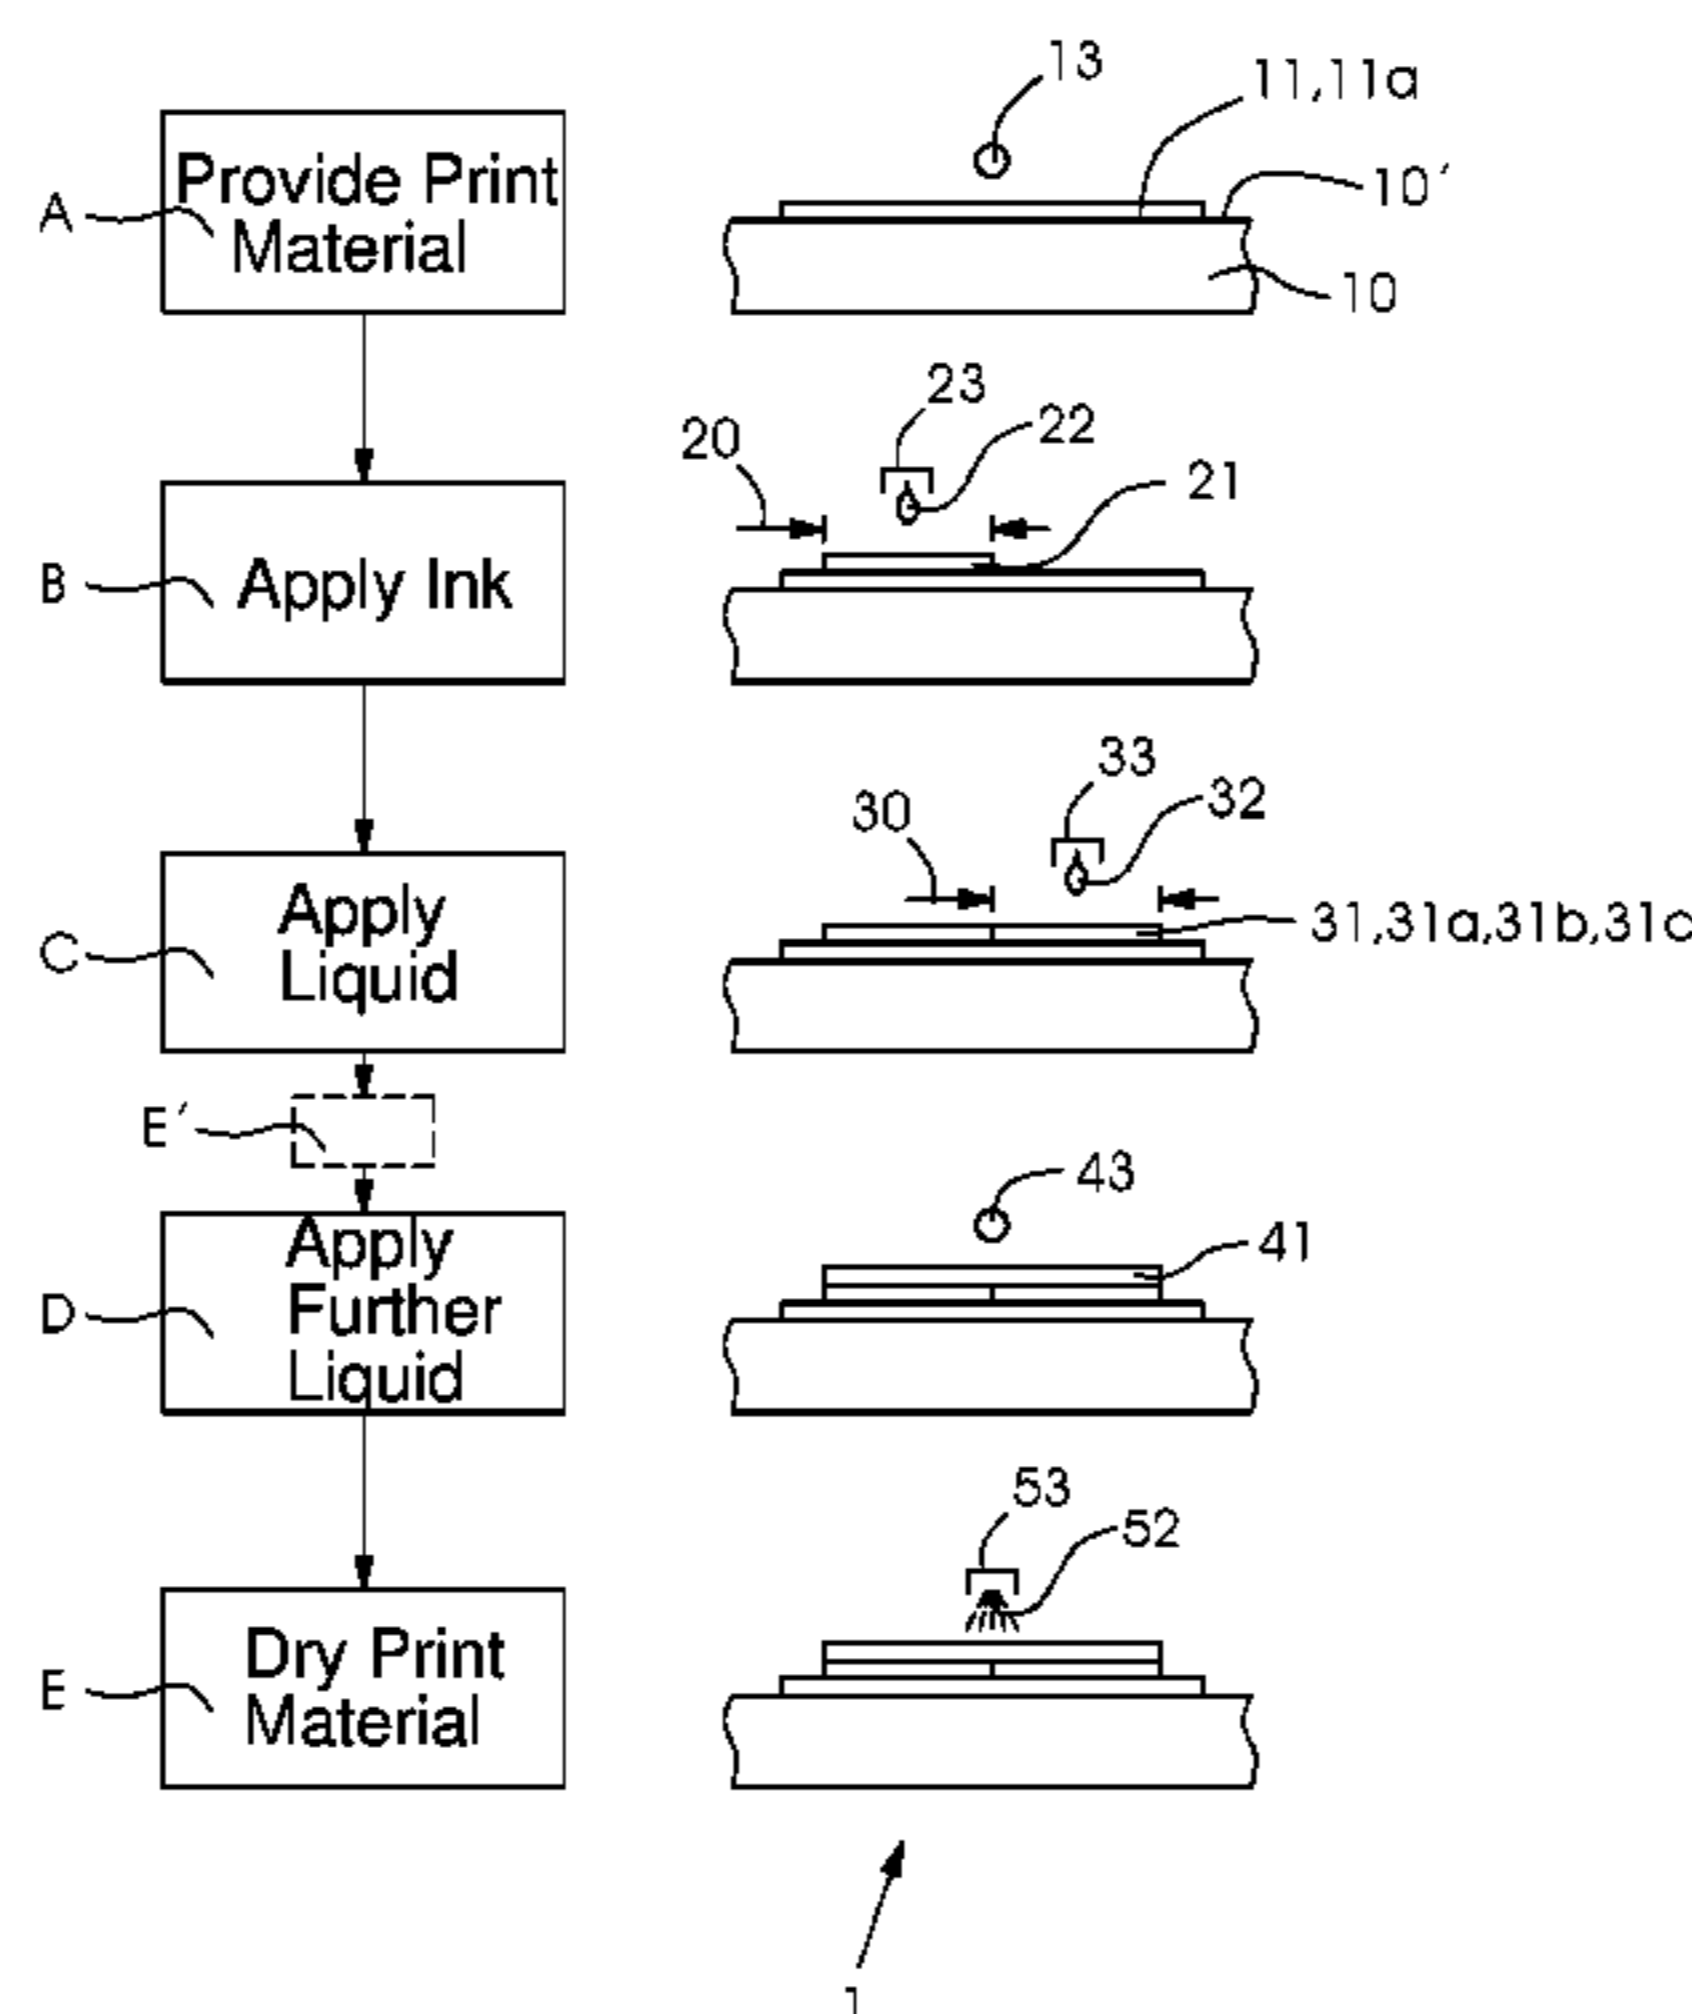 13
11,11a
10´
10
A
Provide Print
Material
23
22
20
21
B
Apply Ink
33
32
30
31,31a,31b,31c
C
Apply
Liquid
E´
43
41
D
Apply
Further
Liquid
53
52
E
Dry Print
Material
1